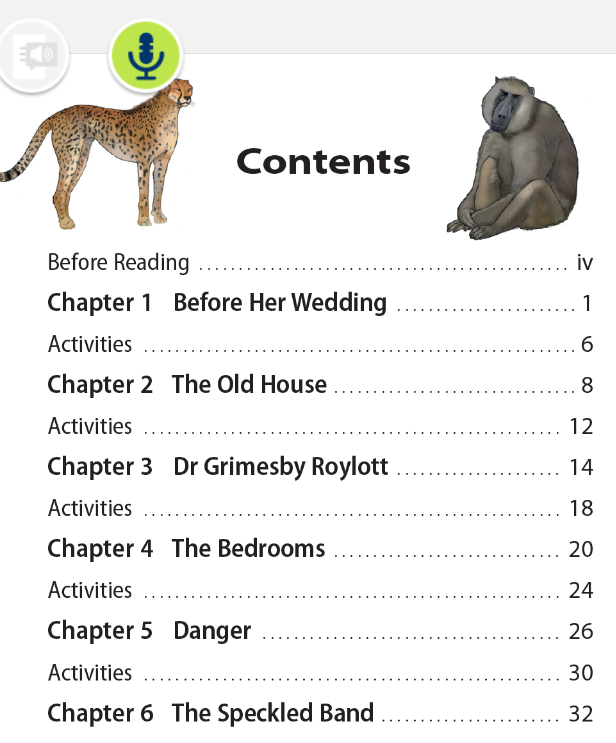 Contents
Before Reading ................................................ iv
Chapter 1 Before Her Wedding ....................... 1
Activities ........................................................ 6
Chapter 2 The Old House ................................ 8
Activities ...................................................... 12
Chapter 3 Dr Grimesby Roylott ..................... 14
Activities ...................................................... 18
Chapter 4 The Bedrooms ............................. 20
Activities ...................................................... 24
Chapter 5 Danger ...................................... 26
Activities ...................................................... 30
Chapter 6 The Speckled Band ....................... 32